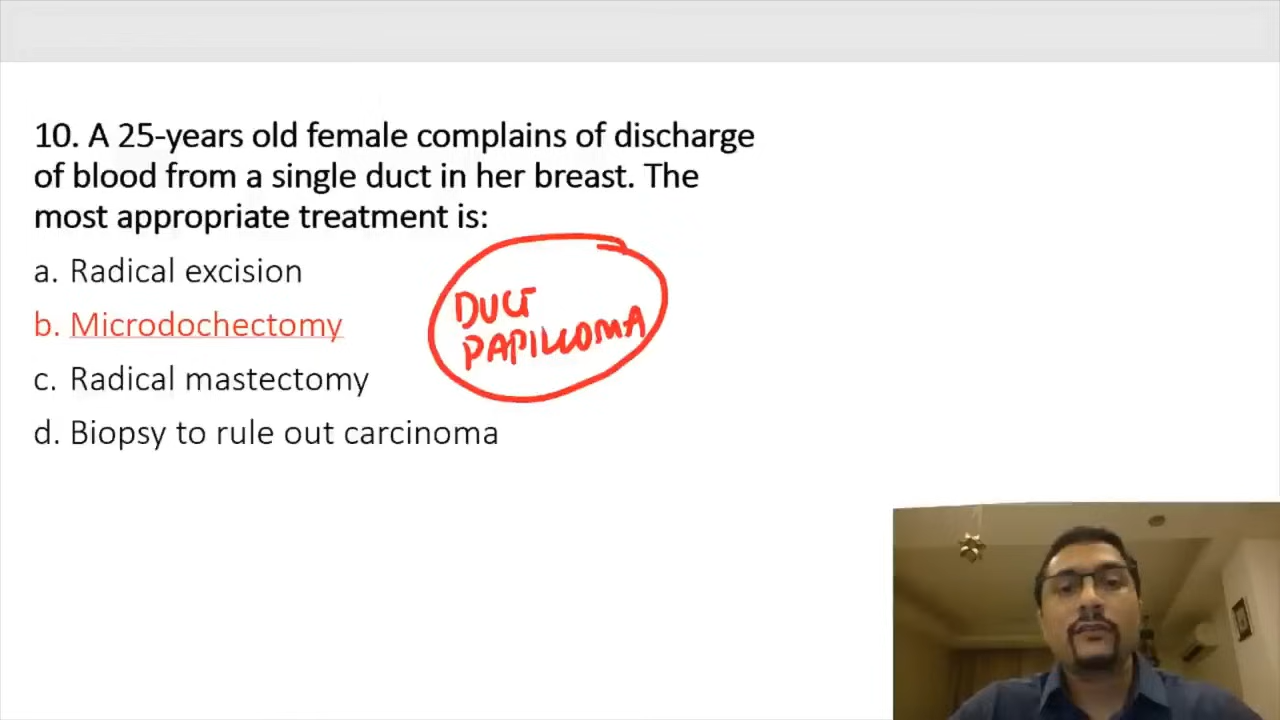 10. A 25-years old female complains of discharge
of blood from a single duct in her breast. The
most appropriate treatment is:
a. Radical excision
b. Microdochectomy
c. Radical mastectomy
d. Biopsy to rule out carcinoma
DUCT
PAPILLOMA